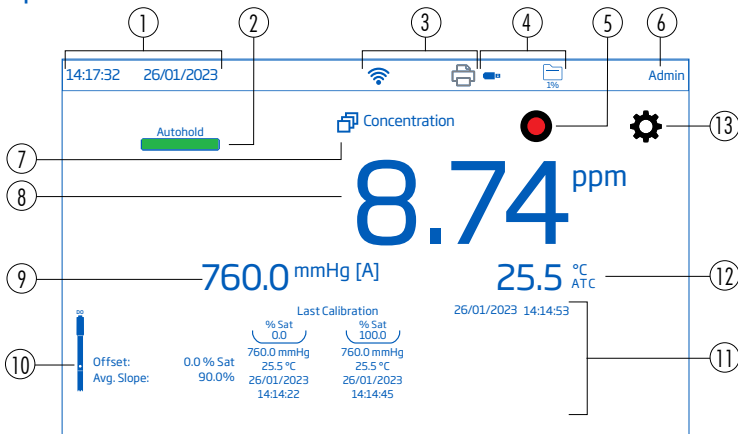 1 2 3 4 5 6
14:17:32 26/01/2023 1% Admin
Autohold Concentration 13
7
8 8.74 ppm
9 760.0 mmHg [A] 25.5 °C ATC 12
Last Calibration 26/01/2023 14:14:53
DO % Sat % Sat
0.0 100.0
760.0 mmHg 760.0 mmHg
10 Offset: 0.0 % Sat 25.5 °C 25.5 °C 11
Avg. Slope: 90.0% 26/01/2023 26/01/2023
14:14:22 14:14:45